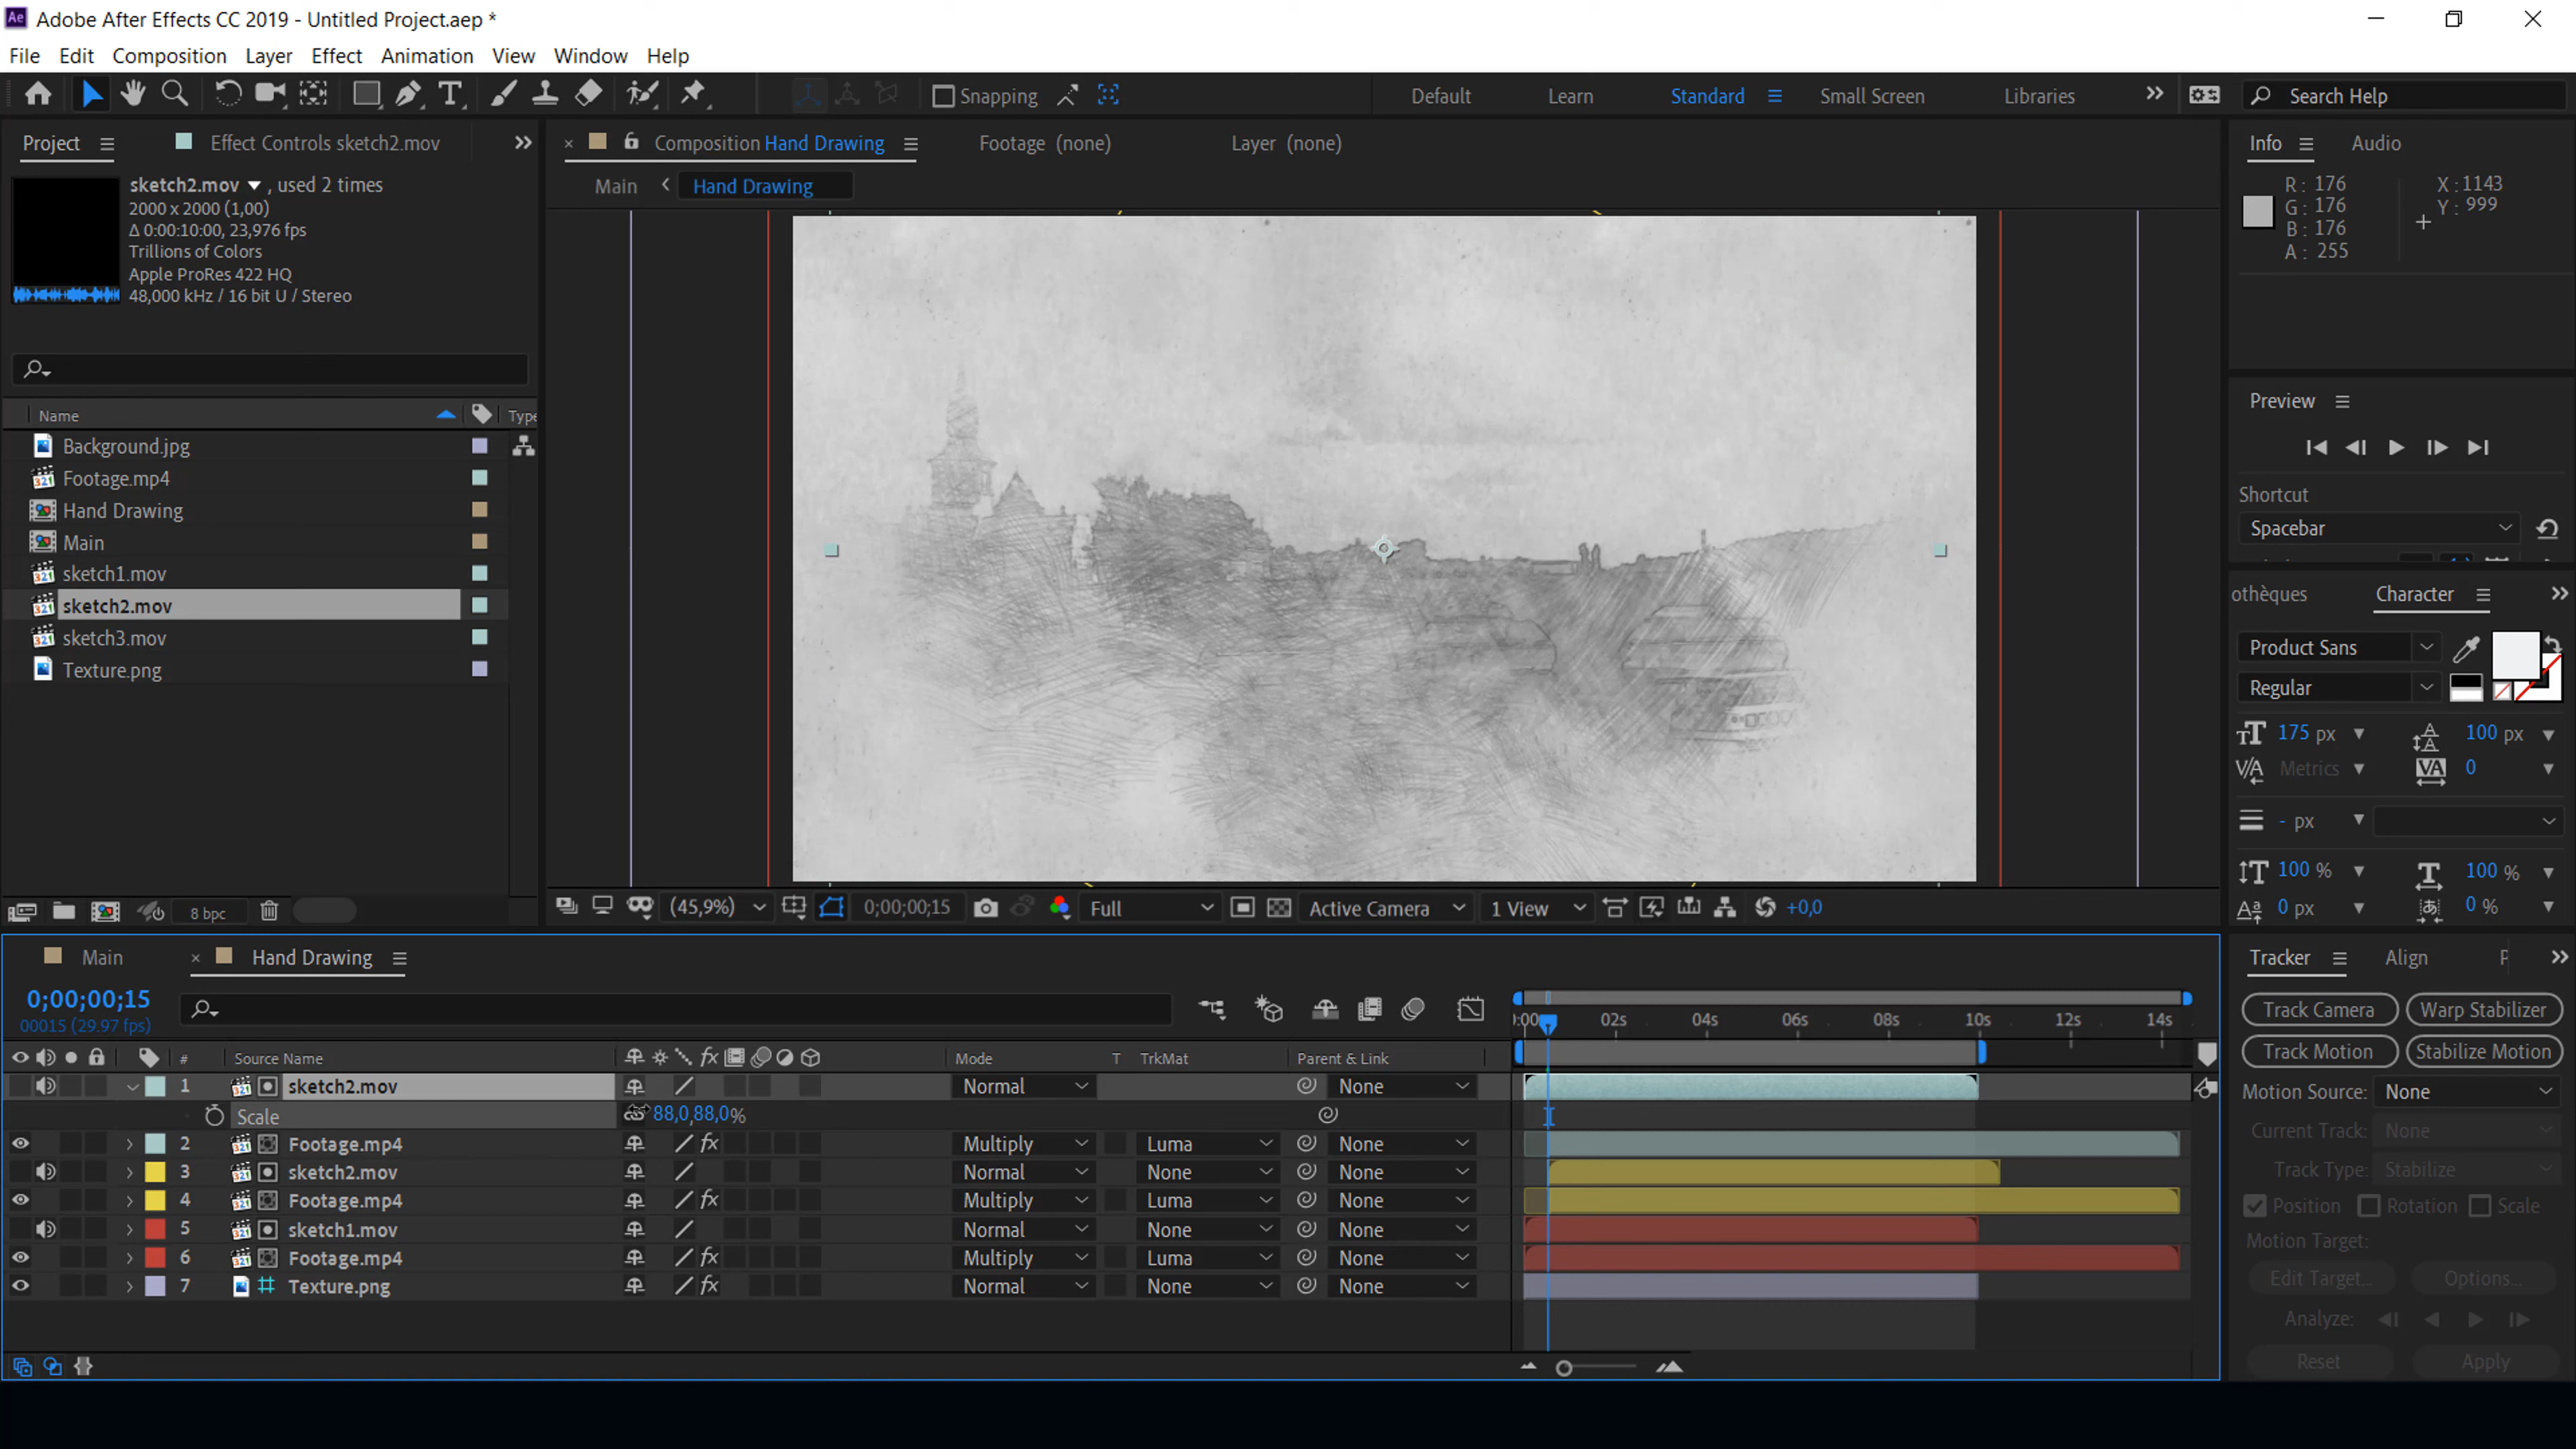 Ae Adobe After Effects CC 2019 - Untitled Project.aep *
File Edit Composition Layer Effect Animation View Window Help
Snapping Default Learn Standard Small Screen Libraries Search Help
Project Effect Controls sketch2.mov Composition Hand Drawing Footage (none) Layer (none) Info Audio
sketch2.mov , used 2 times
2000 x 2000 (1,00)
Δ 0:00:10:00, 23,976 fps
Trillions of Colors
Apple ProRes 422 HQ
48,000 kHz / 16 bit U / Stereo
Main Hand Drawing
R : 176 X : 1143
G : 176 Y : 999
B : 176
A : 255
Name Type
Background.jpg
Footage.mp4
Hand Drawing
Main
sketch1.mov
sketch2.mov
sketch3.mov
Texture.png
8 bpc
(45,9%) 0;00;00;15 Full Active Camera 1 View +0,0
Preview
Shortcut
Spacebar
othèques Character
Product Sans
Regular
175 px 100 px
Metrics 0
- px
100 % 100 %
0 px 0 %
Main Hand Drawing
0;00;00;15
00015 (29.97 fps)
:00 02s 04s 06s 08s 10s 12s 14s
# Source Name Mode T TrkMat Parent & Link
1 sketch2.mov Normal None
Scale 88,0,88,0%
2 Footage.mp4 fx Multiply Luma None
3 sketch2.mov Normal None None
4 Footage.mp4 fx Multiply Luma None
5 sketch1.mov Normal None None
6 Footage.mp4 fx Multiply Luma None
7 Texture.png fx Normal None None
Tracker Align P
Track Camera Warp Stabilizer
Track Motion Stabilize Motion
Motion Source: None
Current Track: None
Track Type: Stabilize
Position Rotation Scale
Motion Target:
Edit Target... Options...
Analyze:
Reset Apply